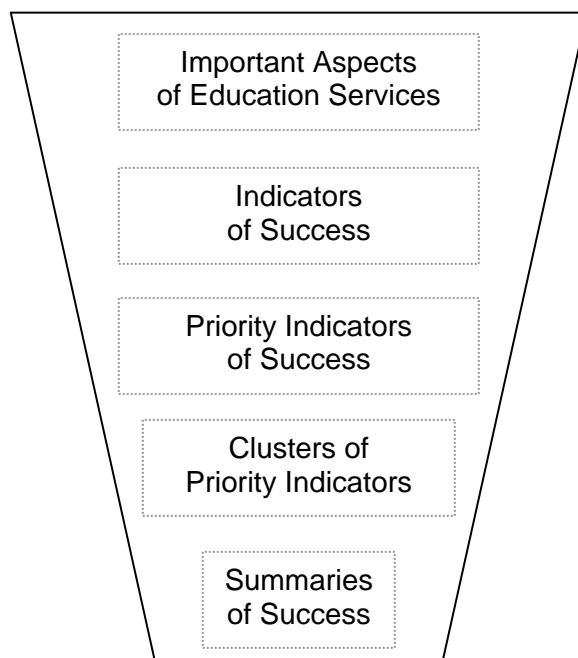 Important Aspects
of Education Services
Indicators
of Success
Priority Indicators
of Success
Clusters of
Priority Indicators
Summaries
of Success